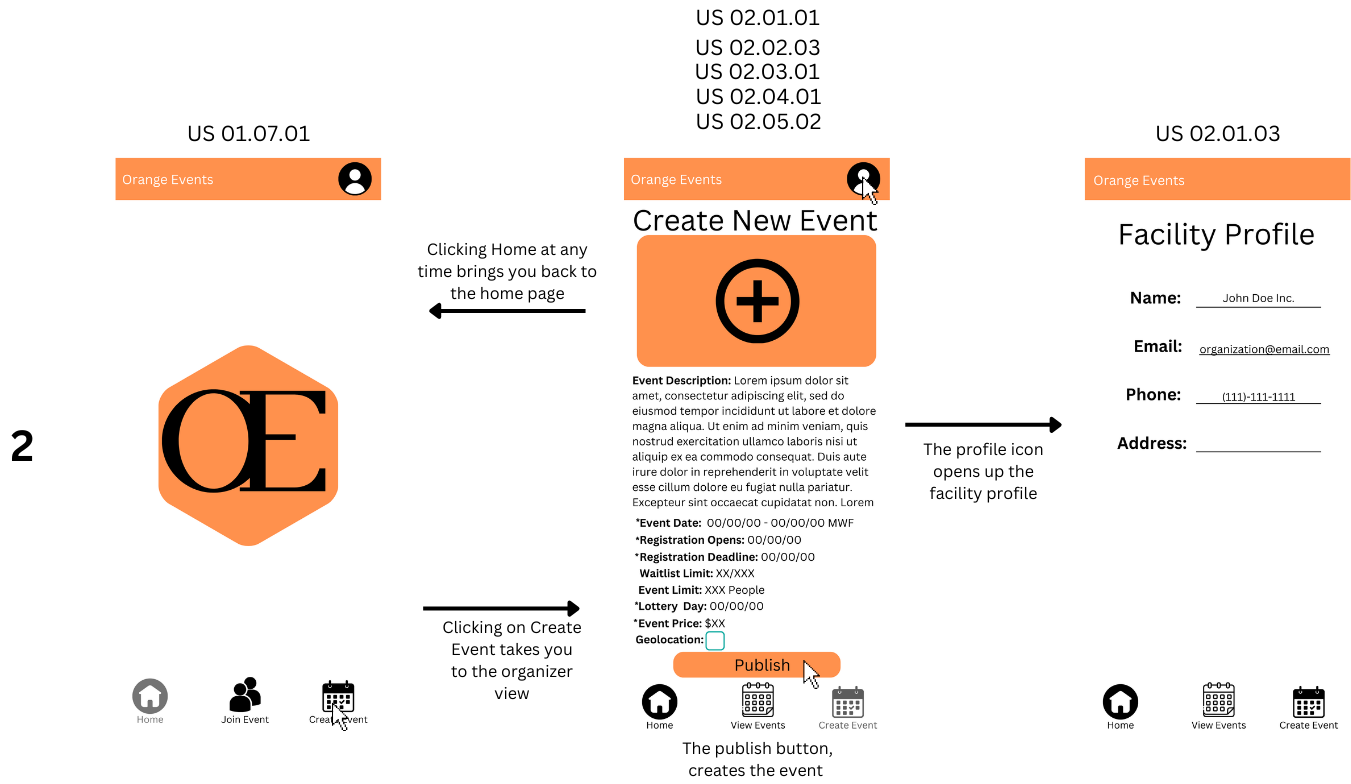 US 02.01.01
US 02.02.03
US 02.03.01
US 02.04.01
US 02.05.02
US 01.07.01
US 02.01.03
2
Orange Events
OE
Home
Join Event
Create Event
Clicking Home at any
time brings you back to
the home page
Clicking on Create
Event takes you
to the organizer
view
Orange Events
Create New Event
Event Description: Lorem ipsum dolor sit
amet, consectetur adipiscing elit, sed do
eiusmod tempor incididunt ut labore et dolore
magna aliqua. Ut enim ad minim veniam, quis
nostrud exercitation ullamco laboris nisi ut
aliquip ex ea commodo consequat. Duis aute
irure dolor in reprehenderit in voluptate velit
esse cillum dolore eu fugiat nulla pariatur.
Excepteur sint occaecat cupidatat non. Lorem
*Event Date: 00/00/00 - 00/00/00 MWF
*Registration Opens: 00/00/00
*Registration Deadline: 00/00/00
Waitlist Limit: XX/XXX
Event Limit: XXX People
*Lottery Day: 00/00/00
*Event Price: $XX
Geolocation:
Publish
Home
View Events
Create Event
The publish button,
creates the event
The profile icon
opens up the
facility profile
Orange Events
Facility Profile
Name: John Doe Inc.
Email: organization@email.com
Phone: (111)-111-1111
Address:
Home
View Events
Create Event